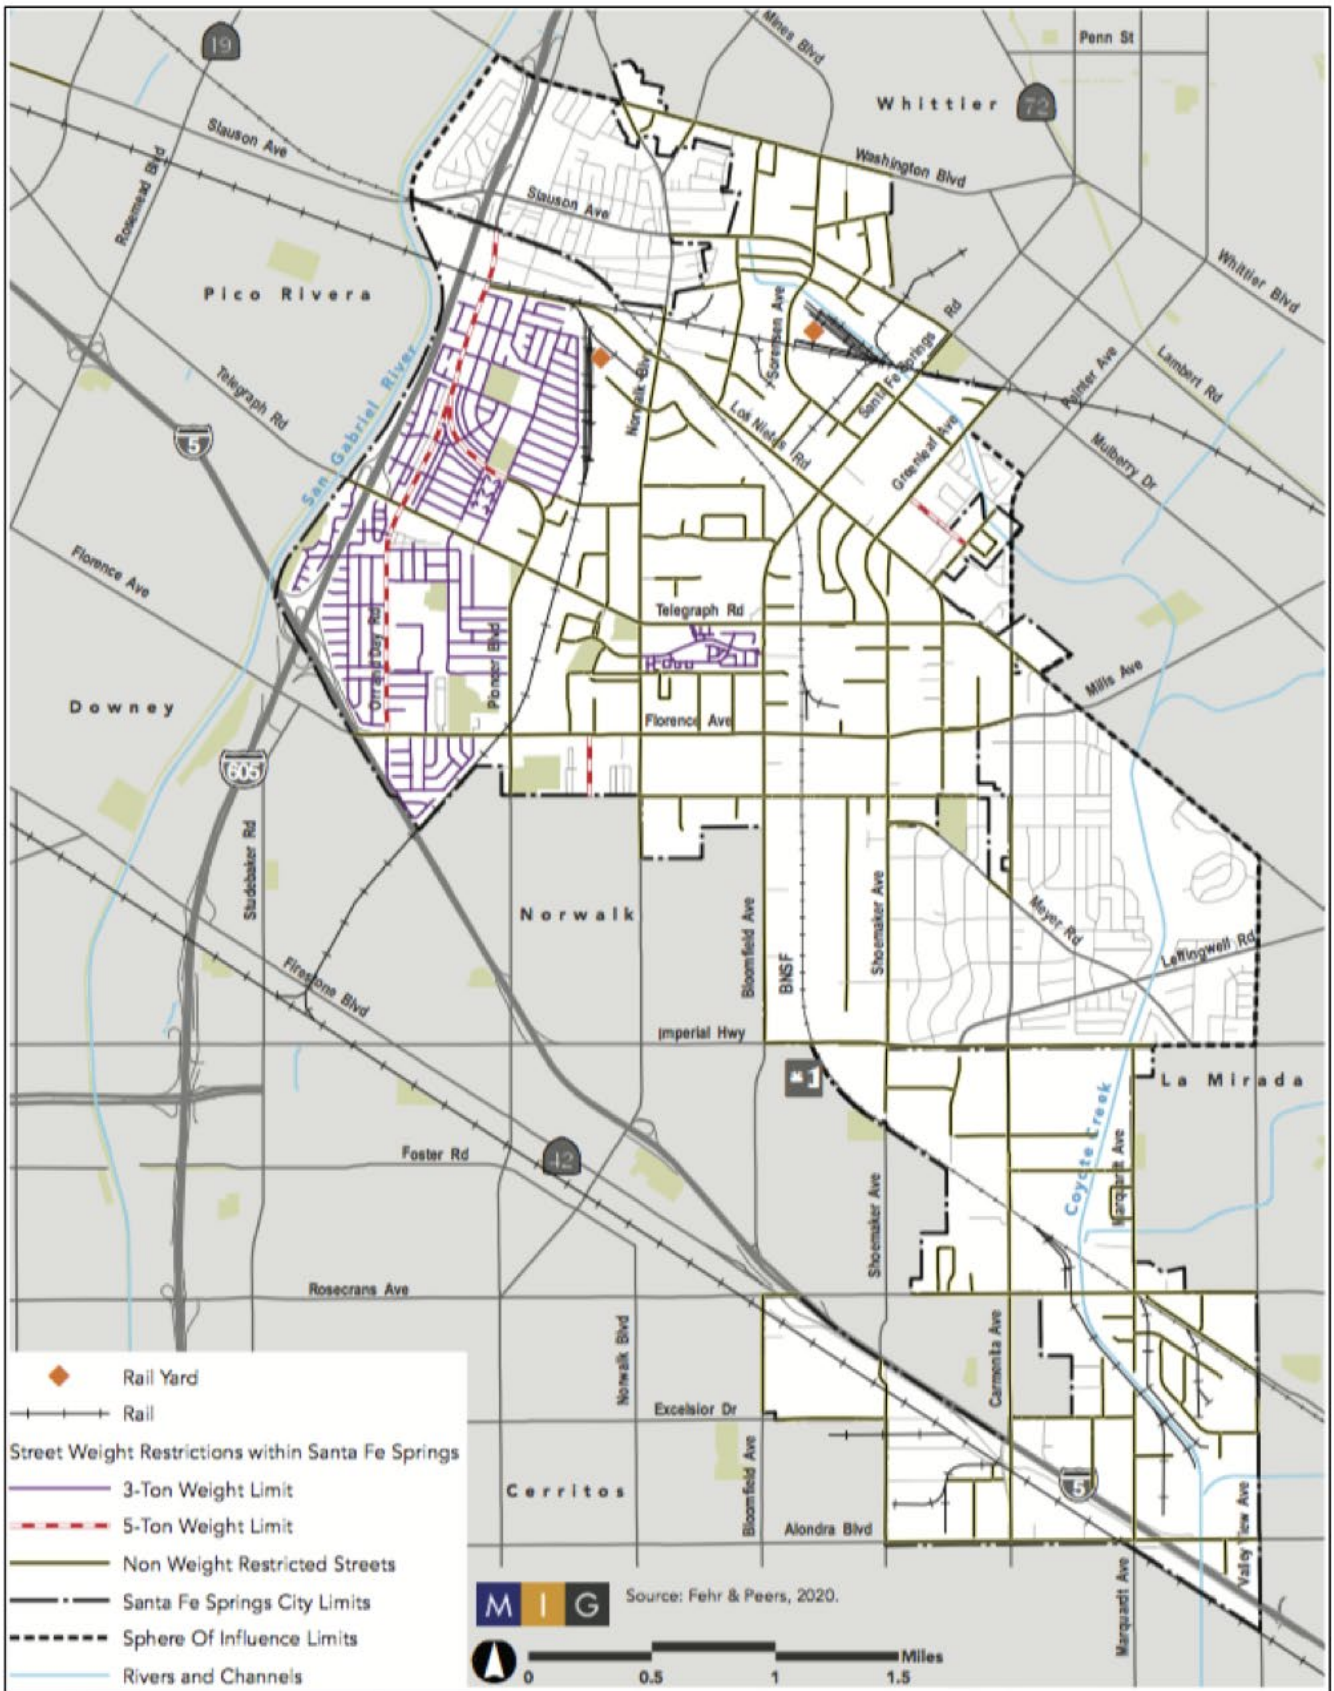 19
Mines Blvd
Penn St
Whittier
72
Slauson Ave
Rosemead Blvd
Washington Blvd
Slauson Ave
Whittier Blvd
Pico Rivera
Sorensen Ave
Santa Fe Springs Rd
Painter Ave
Lambert Rd
Telegraph Rd
San Gabriel River
Norwalk Blvd
Los Nietos Rd
Greenleaf Ave
Mulberry Dr
5
Florence Ave
Telegraph Rd
Orr and Day Rd
Pioneer Blvd
Mills Ave
Downey
Florence Ave
605
Studebaker Rd
Norwalk
Bloomfield Ave
BNSF
Shoemaker Ave
Meyer Rd
Leffingwell Rd
Firestone Blvd
Imperial Hwy
La Mirada
Coyote Creek
Marquardt Ave
Foster Rd
42
Shoemaker Ave
Rosecrans Ave
Norwalk Blvd
Carmenita Ave
Excelsior Dr
Bloomfield Ave
5
Cerritos
Alondra Blvd
Valley View Ave
Marquardt Ave
Rail Yard
Rail
Street Weight Restrictions within Santa Fe Springs
3-Ton Weight Limit
5-Ton Weight Limit
Non Weight Restricted Streets
Santa Fe Springs City Limits
Sphere Of Influence Limits
Rivers and Channels
M I G
Source: Fehr & Peers, 2020.
Miles
0 0.5 1 1.5